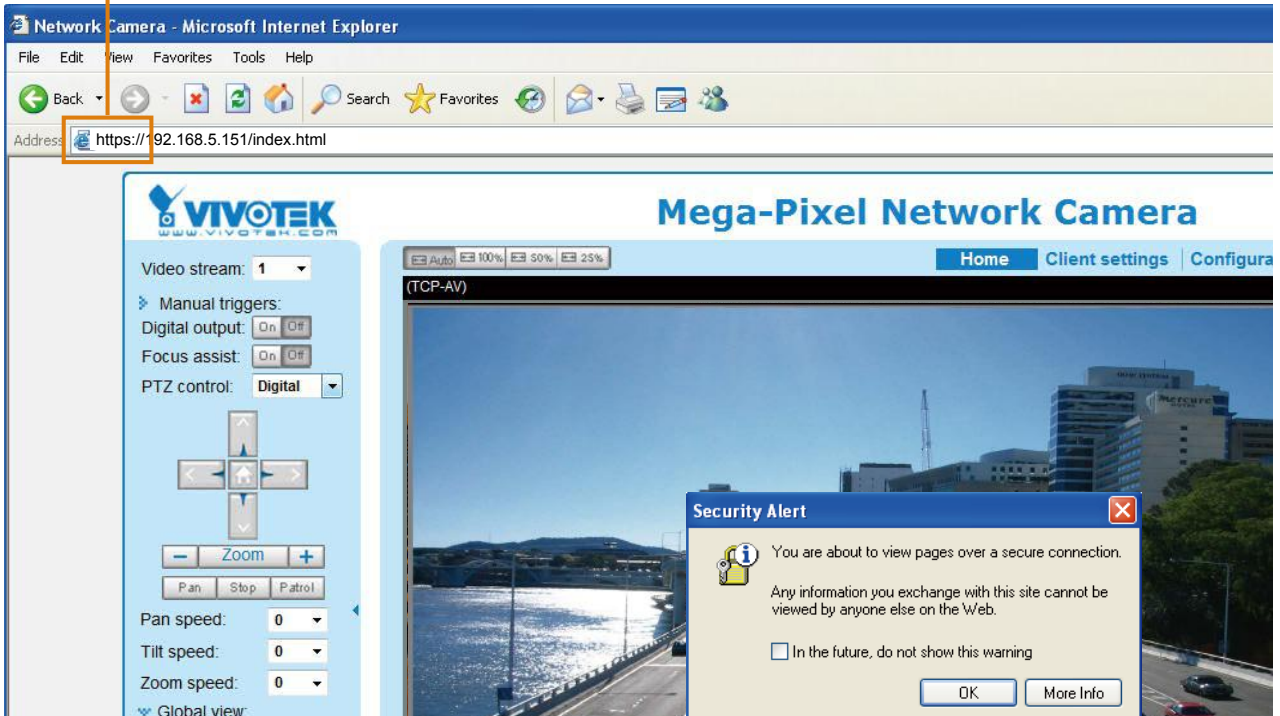 Network Camera - Microsoft Internet Explorer
File Edit View Favorites Tools Help
Back Search Favorites
Address https://192.168.5.151/index.html
VIVOTEK
WWW.VIVOTEK.COM
Mega-Pixel Network Camera
Auto 100% 50% 25%
Home Client settings Configura
(TCP-AV)
Video stream: 1
Manual triggers:
Digital output: On Off
Focus assist: On Off
PTZ control: Digital
Zoom
Pan Stop Patrol
Pan speed: 0
Tilt speed: 0
Zoom speed: 0
Global view:
Mercure
Security Alert
You are about to view pages over a secure connection.
Any information you exchange with this site cannot be
viewed by anyone else on the Web.
In the future, do not show this warning
OK More Info